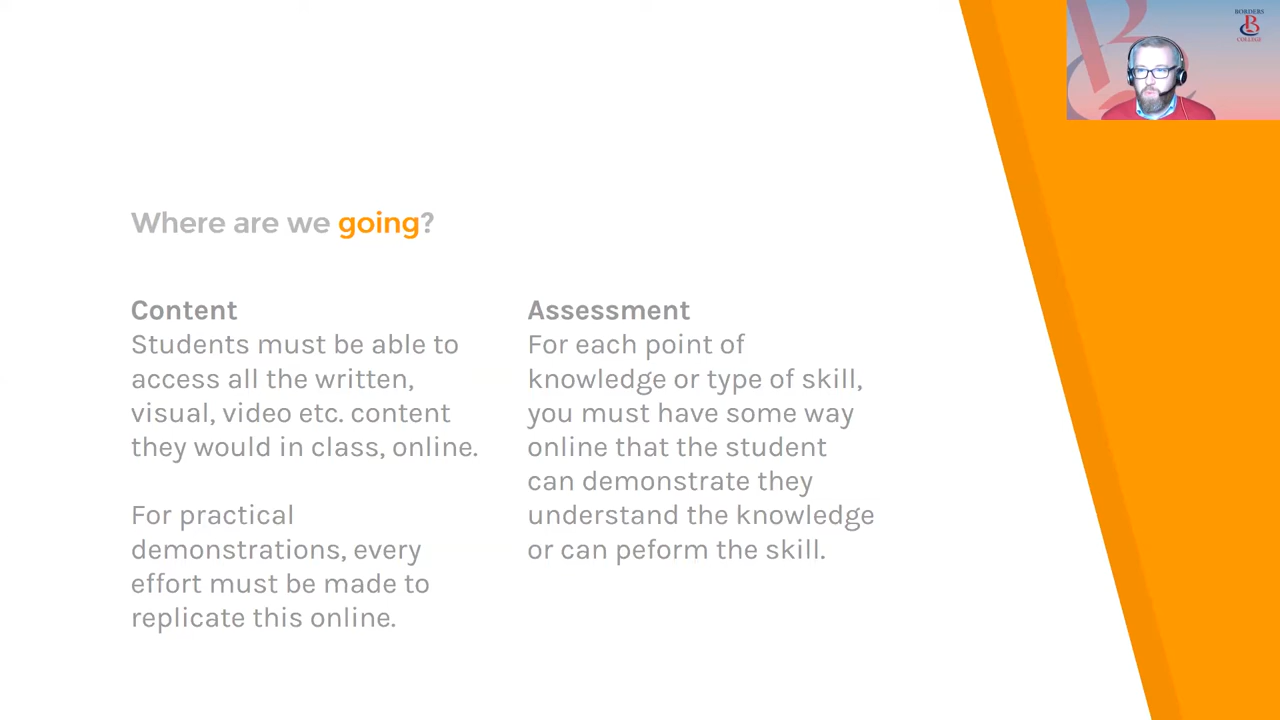 BORDERS
COLLEGE
Where are we going?
Content
Students must be able to
access all the written,
visual, video etc. content
they would in class, online.
For practical
demonstrations, every
effort must be made to
replicate this online.
Assessment
For each point of
knowledge or type of skill,
you must have some way
online that the student
can demonstrate they
understand the knowledge
or can peform the skill.